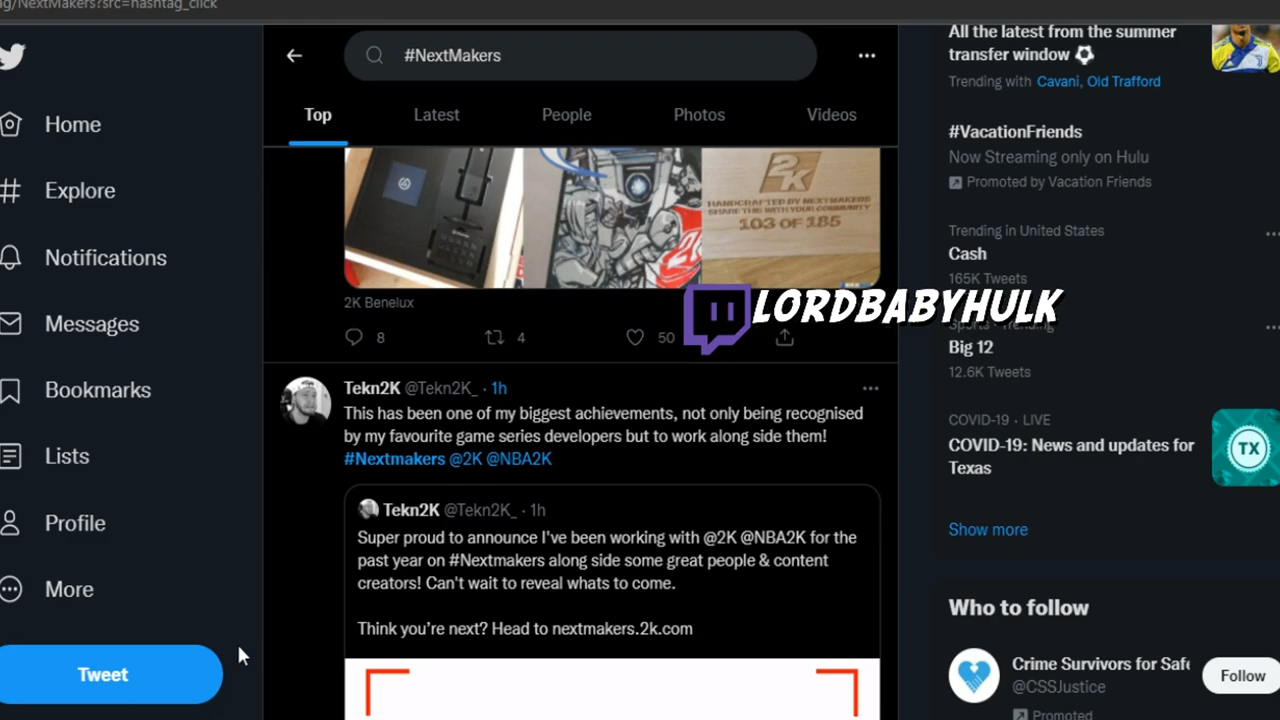 ag/NextMakers?src=hashtag_click
#NextMakers
Top
Latest
People
Photos
Videos
Home
Explore
Notifications
Messages
Bookmarks
Lists
Profile
More
Tweet
2K
HANDCRAFTED BY NEXTMAKERS
SHARE THIS WITH YOUR COMMUNITY
103 OF 185
2K Benelux
8
4
50
LORDBABYHULK
Tekn2K @Tekn2K_ · 1h
This has been one of my biggest achievements, not only being recognised
by my favourite game series developers but to work along side them!
#Nextmakers @2K @NBA2K
Tekn2K @Tekn2K_ · 1h
Super proud to announce I've been working with @2K @NBA2K for the
past year on #Nextmakers along side some great people & content
creators! Can't wait to reveal whats to come.
Think you're next? Head to nextmakers.2k.com
All the latest from the summer
transfer window
Trending with Cavani, Old Trafford
#VacationFriends
Now Streaming only on Hulu
Promoted by Vacation Friends
Trending in United States
Cash
165K Tweets
Sports · Trending
Big 12
12.6K Tweets
COVID-19 · LIVE
COVID-19: News and updates for
Texas
TX
Show more
Who to follow
Crime Survivors for Safe
@CSSJustice
Promoted
Follow